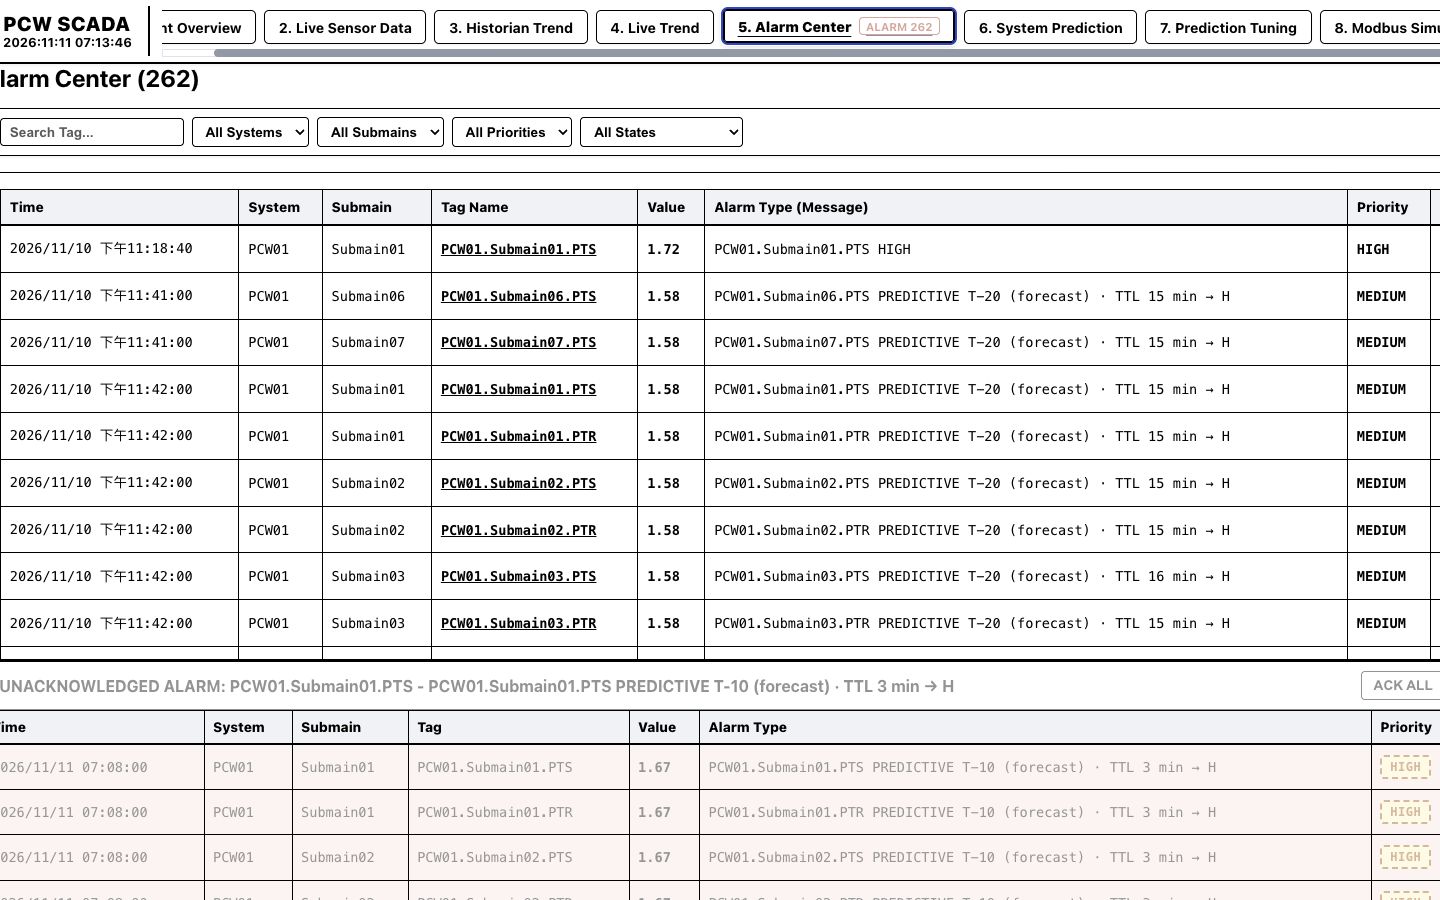 PCW SCADA
2026:11:11 07:13:46
nt Overview
2. Live Sensor Data
3. Historian Trend
4. Live Trend
5. Alarm Center ALARM 262
6. System Prediction
7. Prediction Tuning
8. Modbus Simu
larm Center (262)
Search Tag...
All Systems
All Submains
All Priorities
All States
Time System Submain Tag Name Value Alarm Type (Message) Priority
2026/11/10 下午11:18:40 PCW01 Submain01 PCW01.Submain01.PTS 1.72 PCW01.Submain01.PTS HIGH HIGH
2026/11/10 下午11:41:00 PCW01 Submain06 PCW01.Submain06.PTS 1.58 PCW01.Submain06.PTS PREDICTIVE T-20 (forecast) · TTL 15 min → H MEDIUM
2026/11/10 下午11:41:00 PCW01 Submain07 PCW01.Submain07.PTS 1.58 PCW01.Submain07.PTS PREDICTIVE T-20 (forecast) · TTL 15 min → H MEDIUM
2026/11/10 下午11:42:00 PCW01 Submain01 PCW01.Submain01.PTS 1.58 PCW01.Submain01.PTS PREDICTIVE T-20 (forecast) · TTL 15 min → H MEDIUM
2026/11/10 下午11:42:00 PCW01 Submain01 PCW01.Submain01.PTR 1.58 PCW01.Submain01.PTR PREDICTIVE T-20 (forecast) · TTL 15 min → H MEDIUM
2026/11/10 下午11:42:00 PCW01 Submain02 PCW01.Submain02.PTS 1.58 PCW01.Submain02.PTS PREDICTIVE T-20 (forecast) · TTL 15 min → H MEDIUM
2026/11/10 下午11:42:00 PCW01 Submain02 PCW01.Submain02.PTR 1.58 PCW01.Submain02.PTR PREDICTIVE T-20 (forecast) · TTL 15 min → H MEDIUM
2026/11/10 下午11:42:00 PCW01 Submain03 PCW01.Submain03.PTS 1.58 PCW01.Submain03.PTS PREDICTIVE T-20 (forecast) · TTL 16 min → H MEDIUM
2026/11/10 下午11:42:00 PCW01 Submain03 PCW01.Submain03.PTR 1.58 PCW01.Submain03.PTR PREDICTIVE T-20 (forecast) · TTL 15 min → H MEDIUM
UNACKNOWLEDGED ALARM: PCW01.Submain01.PTS - PCW01.Submain01.PTS PREDICTIVE T-10 (forecast) · TTL 3 min → H
ACK ALL
ime System Submain Tag Value Alarm Type Priority
026/11/11 07:08:00 PCW01 Submain01 PCW01.Submain01.PTS 1.67 PCW01.Submain01.PTS PREDICTIVE T-10 (forecast) · TTL 3 min → H HIGH
026/11/11 07:08:00 PCW01 Submain01 PCW01.Submain01.PTR 1.67 PCW01.Submain01.PTR PREDICTIVE T-10 (forecast) · TTL 3 min → H HIGH
026/11/11 07:08:00 PCW01 Submain02 PCW01.Submain02.PTS 1.67 PCW01.Submain02.PTS PREDICTIVE T-10 (forecast) · TTL 3 min → H HIGH